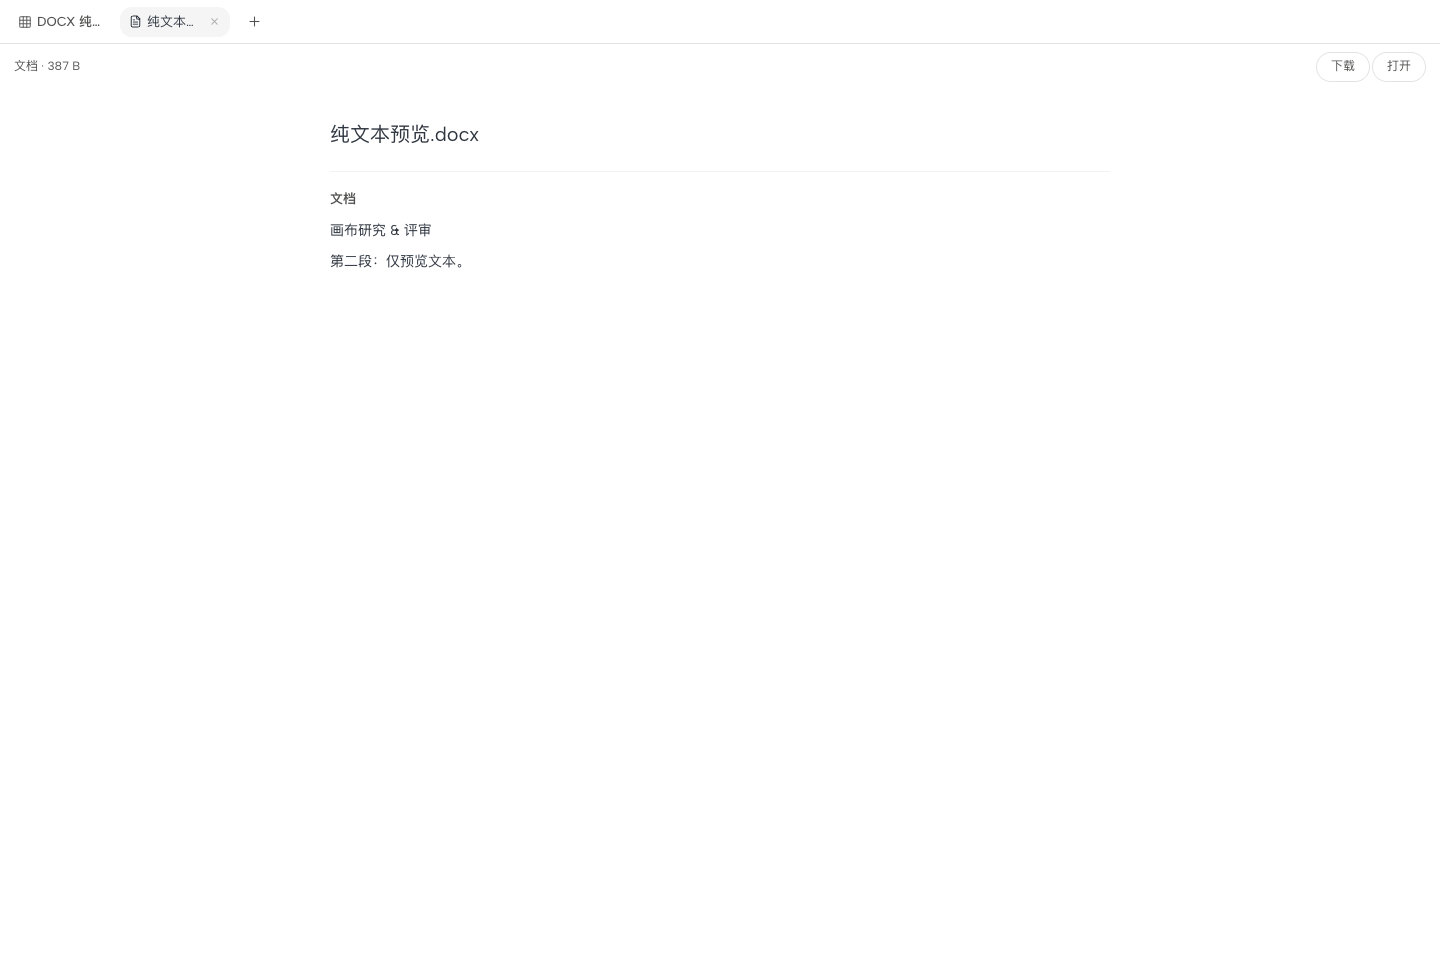 DOCX 纯…
纯文本…
文档 · 387 B
下载
打开
纯文本预览.docx
文档
画布研究 & 评审
第二段：仅预览文本。